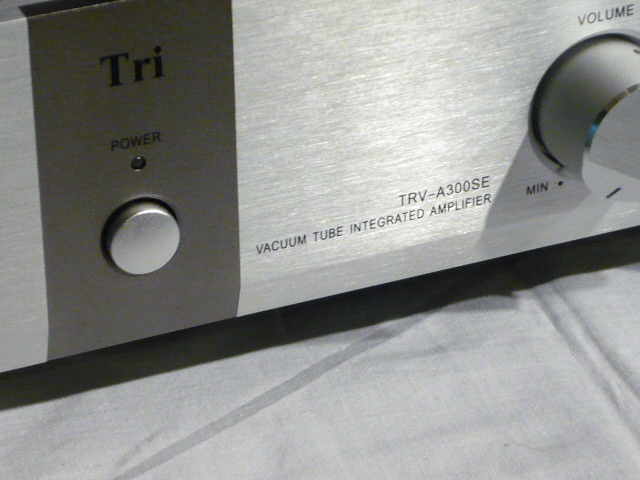 Tri
POWER
VOLUME
MIN
TRV-A300SE
VACUUM TUBE INTEGRATED AMPLIFIER